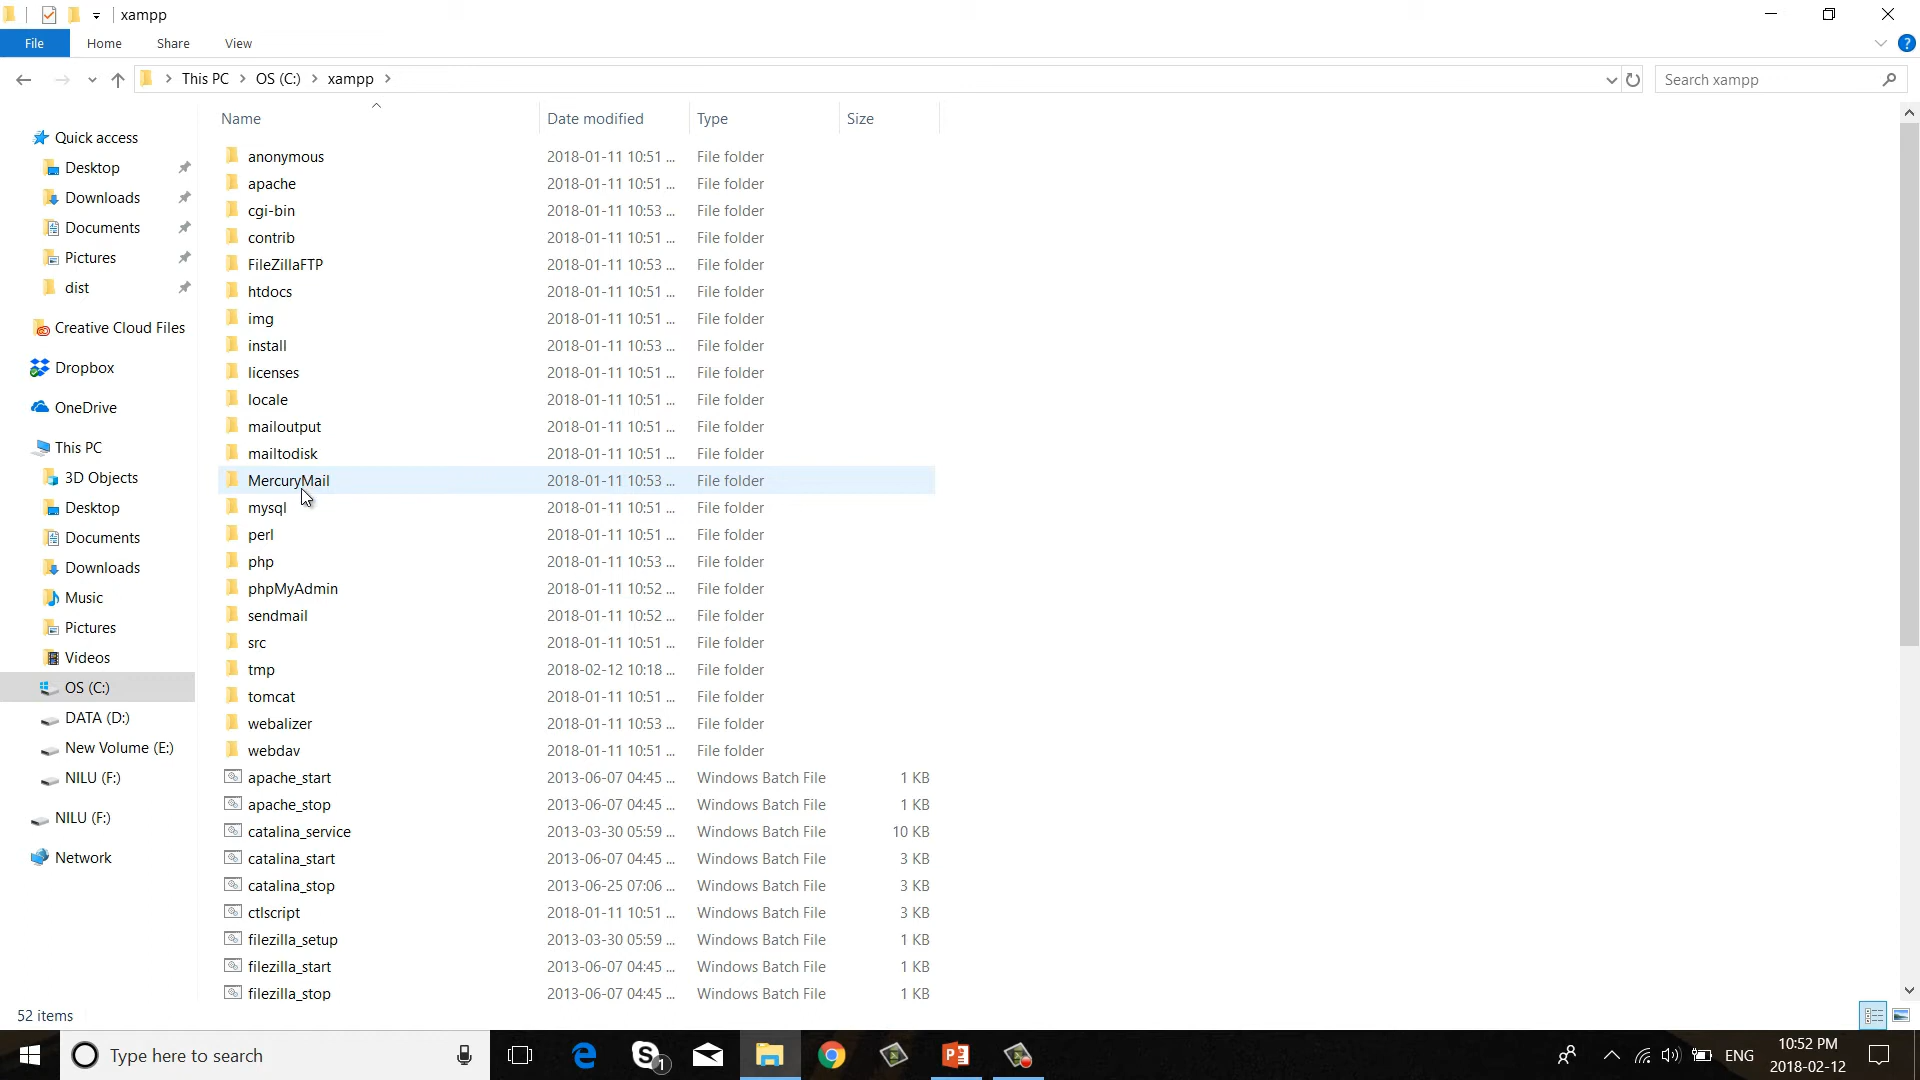 xampp
File Home Share View
This PC OS (C:) xampp
Search xampp
Name Date modified Type Size
Quick access
Desktop
Downloads
Documents
Pictures
dist
Creative Cloud Files
Dropbox
OneDrive
This PC
3D Objects
Desktop
Documents
Downloads
Music
Pictures
Videos
OS (C:)
DATA (D:)
New Volume (E:)
NILU (F:)
NILU (F:)
Network
anonymous 2018-01-11 10:51 ... File folder
apache 2018-01-11 10:51 ... File folder
cgi-bin 2018-01-11 10:53 ... File folder
contrib 2018-01-11 10:51 ... File folder
FileZillaFTP 2018-01-11 10:53 ... File folder
htdocs 2018-01-11 10:51 ... File folder
img 2018-01-11 10:51 ... File folder
install 2018-01-11 10:53 ... File folder
licenses 2018-01-11 10:51 ... File folder
locale 2018-01-11 10:51 ... File folder
mailoutput 2018-01-11 10:51 ... File folder
mailtodisk 2018-01-11 10:51 ... File folder
MercuryMail 2018-01-11 10:53 ... File folder
mysql 2018-01-11 10:51 ... File folder
perl 2018-01-11 10:51 ... File folder
php 2018-01-11 10:53 ... File folder
phpMyAdmin 2018-01-11 10:52 ... File folder
sendmail 2018-01-11 10:52 ... File folder
src 2018-01-11 10:51 ... File folder
tmp 2018-02-12 10:18 ... File folder
tomcat 2018-01-11 10:51 ... File folder
webalizer 2018-01-11 10:53 ... File folder
webdav 2018-01-11 10:51 ... File folder
apache_start 2013-06-07 04:45 ... Windows Batch File 1 KB
apache_stop 2013-06-07 04:45 ... Windows Batch File 1 KB
catalina_service 2013-03-30 05:59 ... Windows Batch File 10 KB
catalina_start 2013-06-07 04:45 ... Windows Batch File 3 KB
catalina_stop 2013-06-25 07:06 ... Windows Batch File 3 KB
ctlscript 2018-01-11 10:51 ... Windows Batch File 3 KB
filezilla_setup 2013-03-30 05:59 ... Windows Batch File 1 KB
filezilla_start 2013-06-07 04:45 ... Windows Batch File 1 KB
filezilla_stop 2013-06-07 04:45 ... Windows Batch File 1 KB
52 items
Type here to search
1
ENG
10:52 PM
2018-02-12